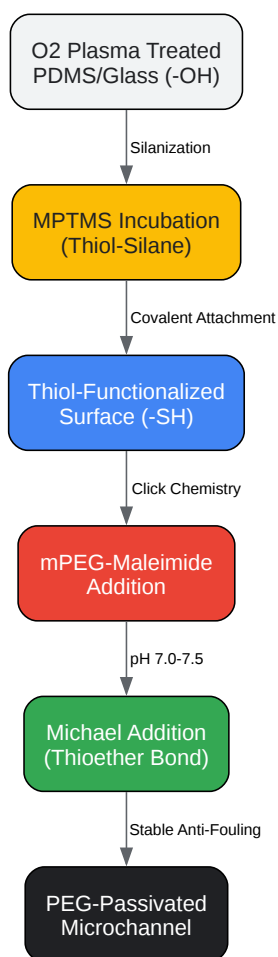 O2 Plasma Treated
PDMS/Glass (-OH)
Silanization
MPTMS Incubation
(Thiol-Silane)
Covalent Attachment
Thiol-Functionalized
Surface (-SH)
Click Chemistry
mPEG-Maleimide
Addition
pH 7.0-7.5
Michael Addition
(Thioether Bond)
Stable Anti-Fouling
PEG-Passivated
Microchannel